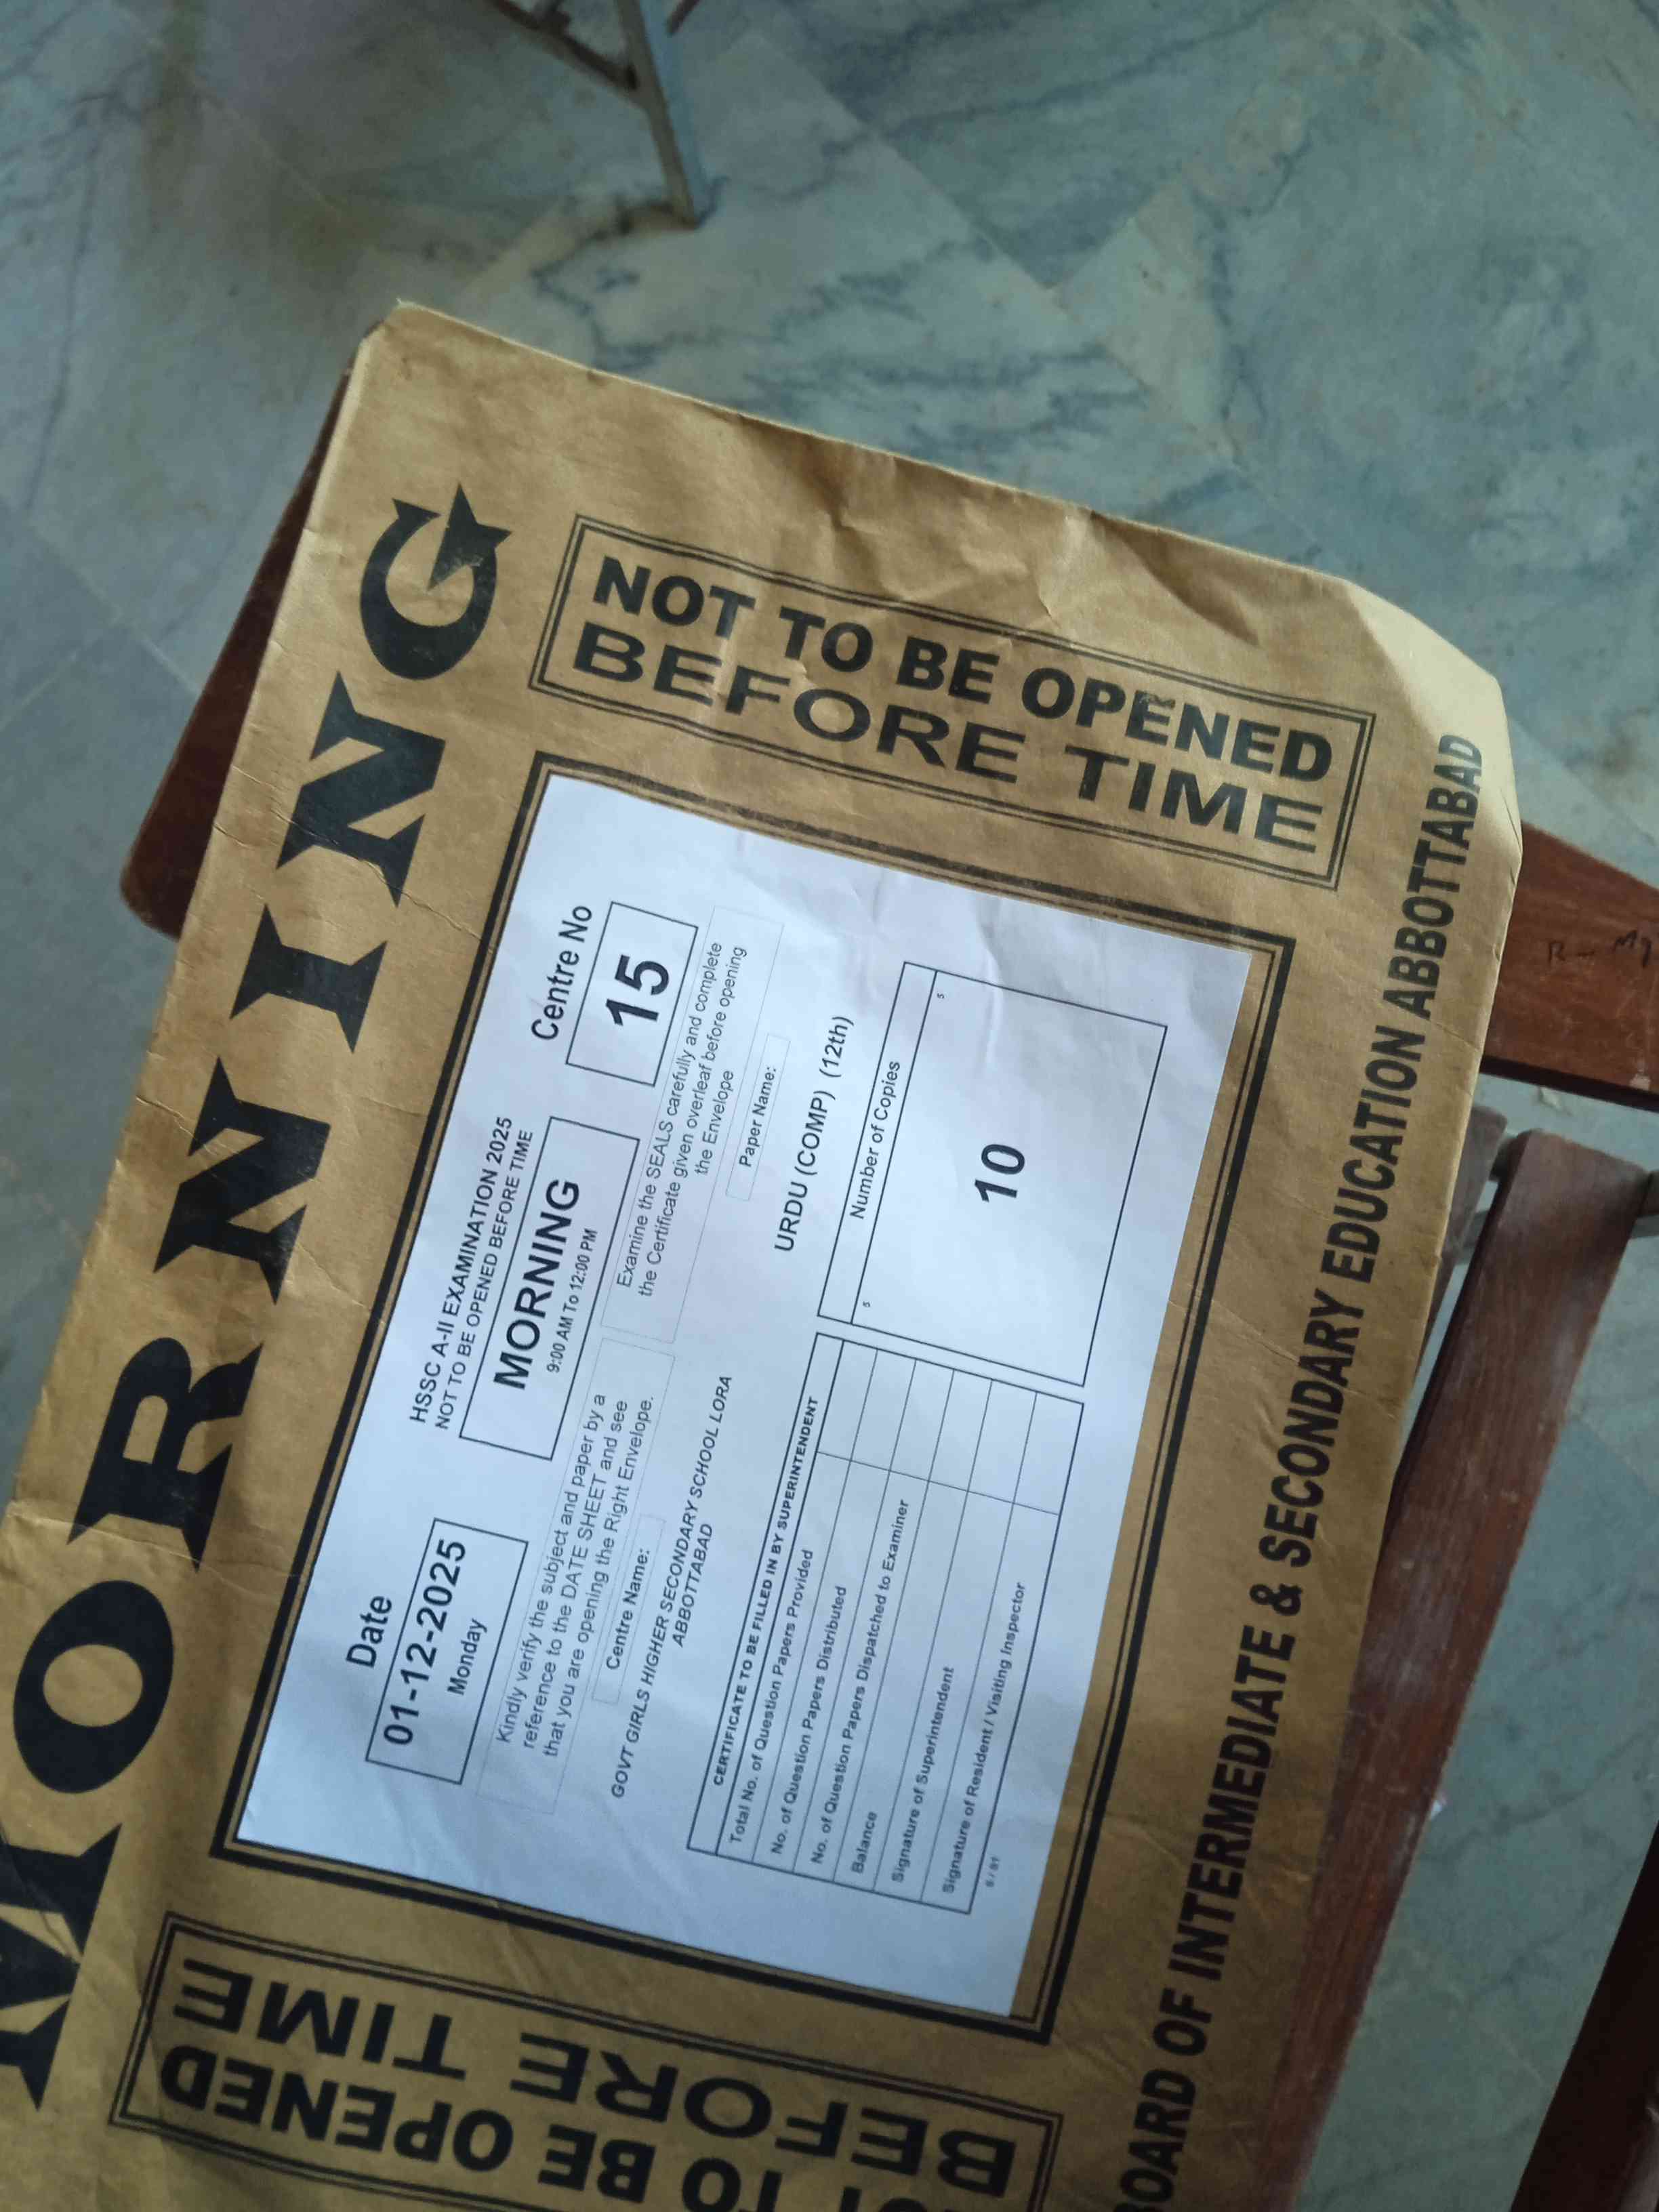 MORNING
NOT TO BE OPENED
BEFORE TIME
Date
01-12-2025
Monday
HSSC A-II EXAMINATION 2025
NOT TO BE OPENED BEFORE TIME
MORNING
9:00 AM To 12:00 PM
Centre No
15
Kindly verify the subject and paper by a
reference to the DATE SHEET and see
that you are opening the Right Envelope.
Examine the SEALS carefully and complete
the Certificate given overleaf before opening
the Envelope
Centre Name:
GOVT GIRLS HIGHER SECONDARY SCHOOL LORA
ABBOTTABAD
Paper Name:
URDU (COMP) (12th)
CERTIFICATE TO BE FILLED IN BY SUPERINTENDENT
Total No. of Question Papers Provided
No. of Question Papers Distributed
No. of Question Papers Dispatched to Examiner
Balance
Signature of Superintendent
Signature of Resident / Visiting Inspector
Number of Copies
5
5
10
TO BE OPENED
BEFORE TIME
BOARD OF INTERMEDIATE & SECONDARY EDUCATION ABBOTTABAD